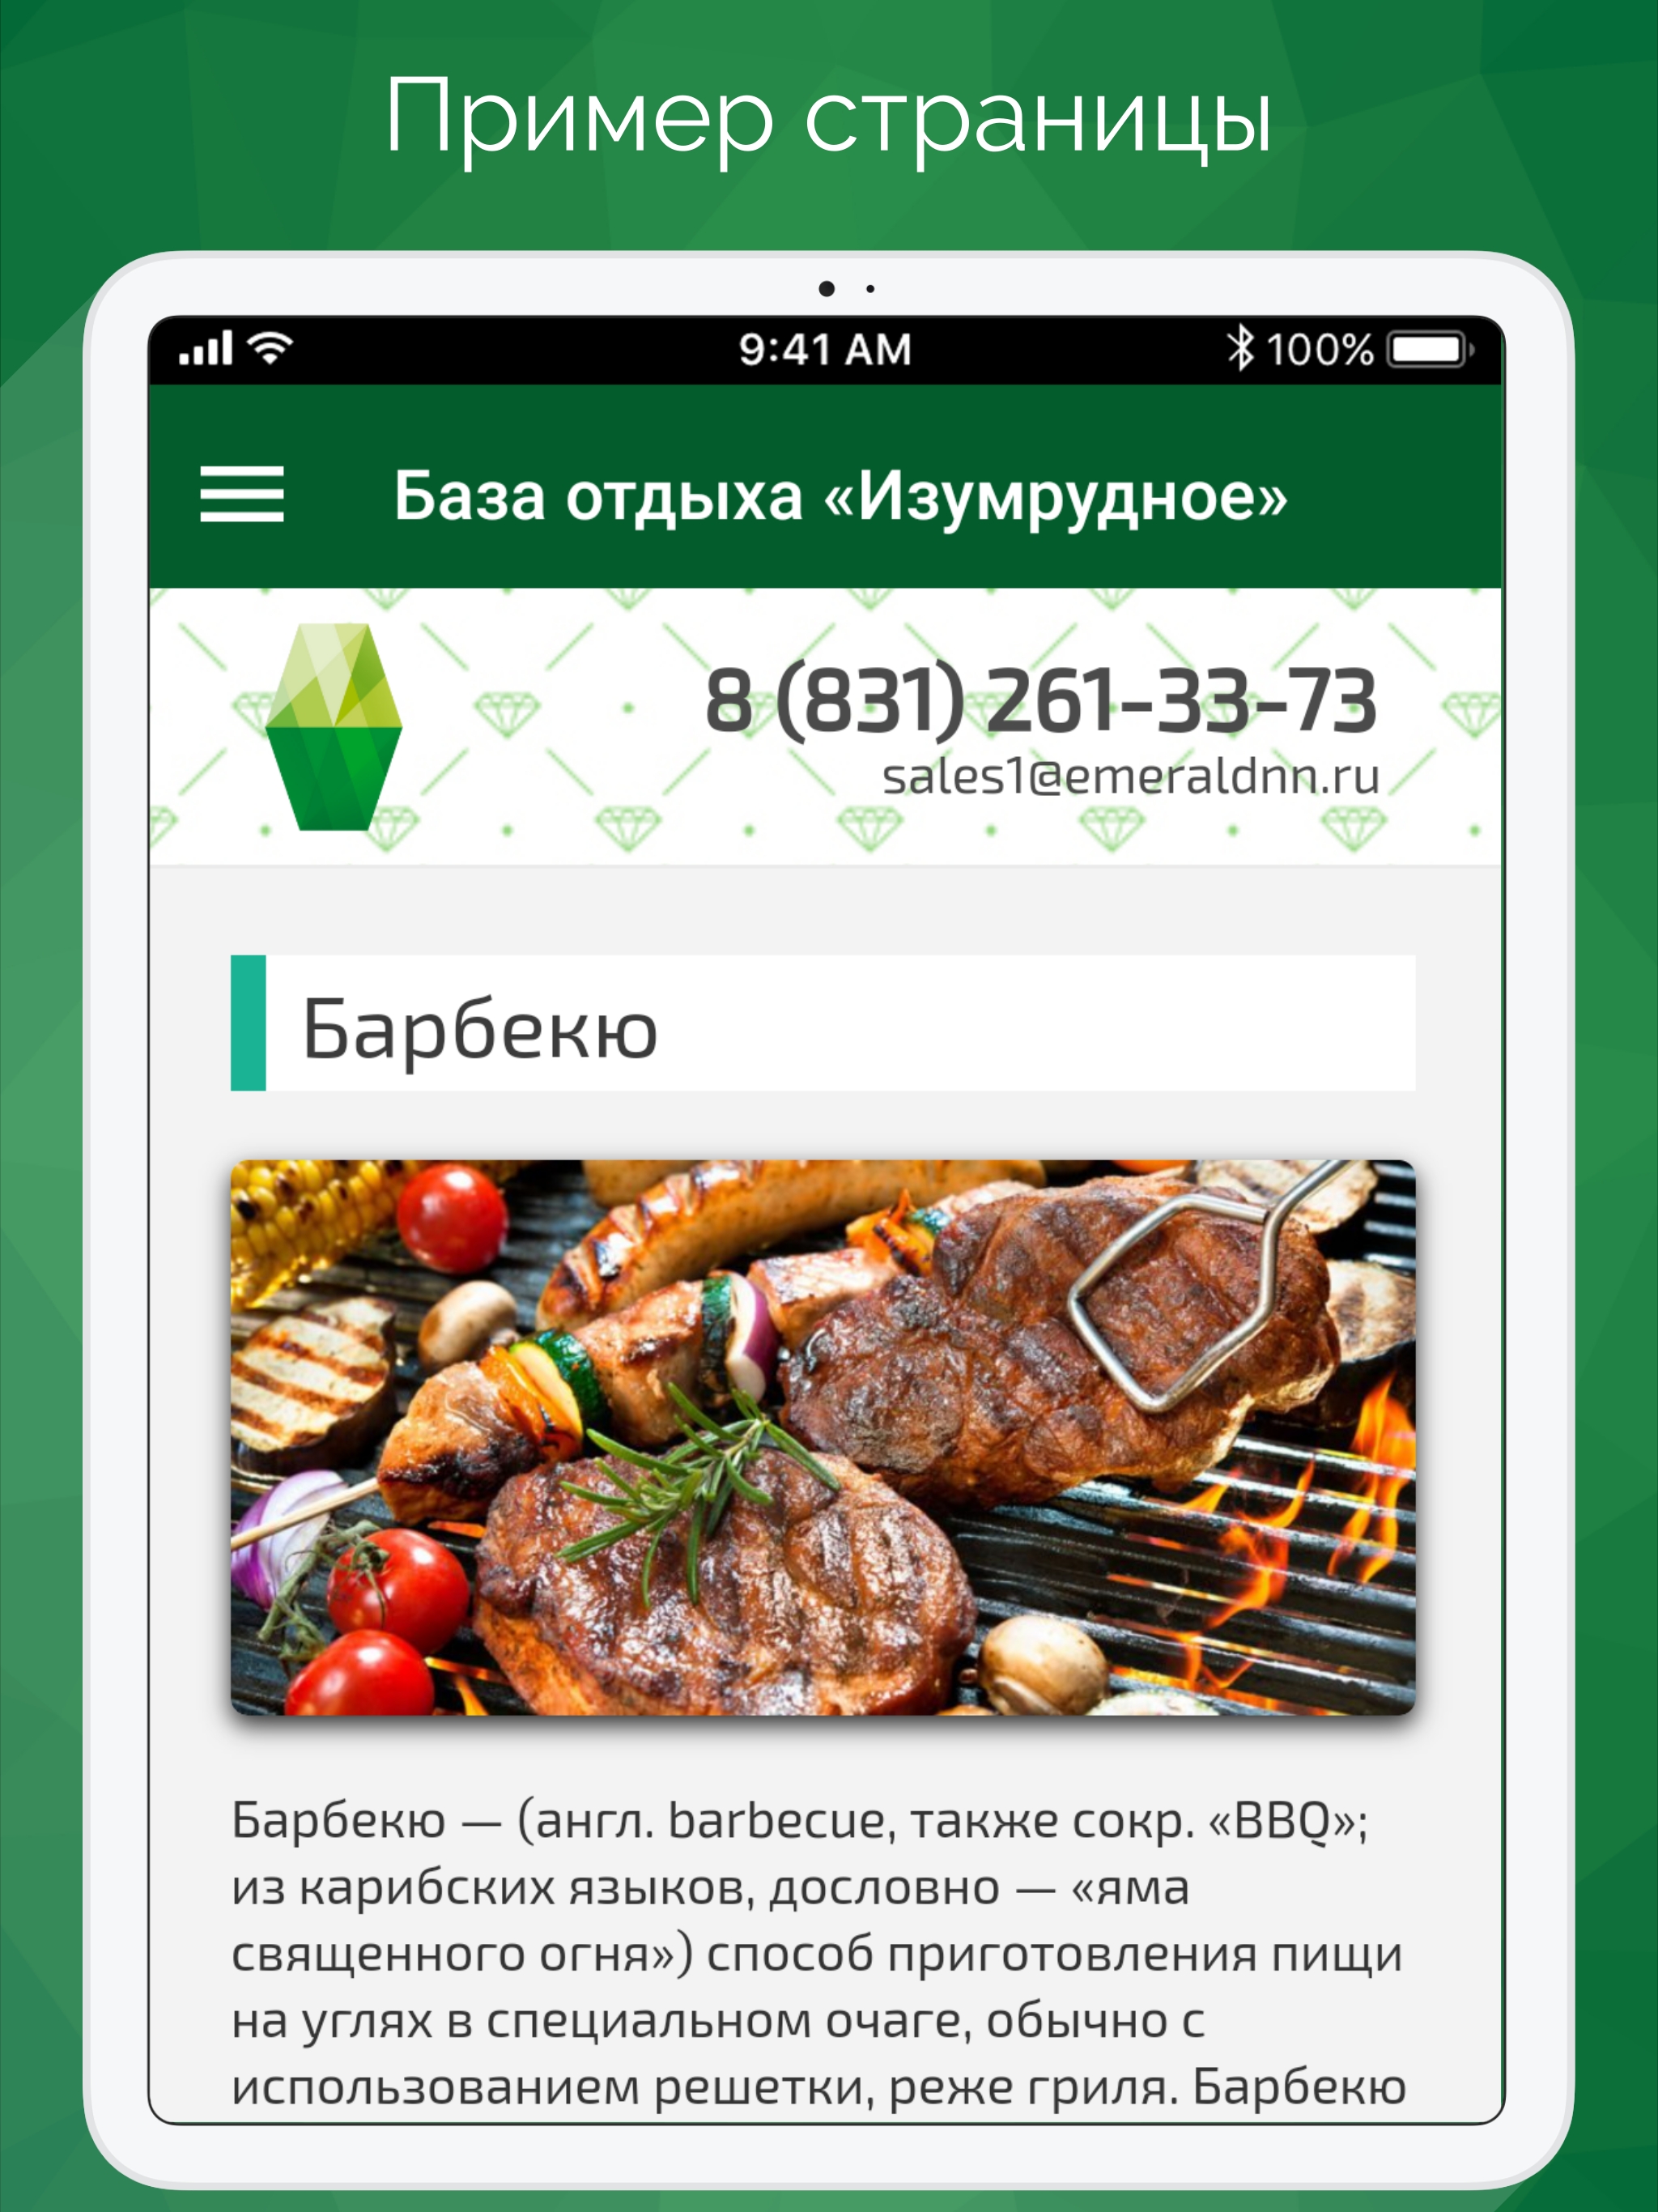 Пример страницы
9:41 AM
100%
База отдыха «Изумрудное»
8 (831) 261-33-73
sales1@emeraldnn.ru
Барбекю
Барбекю — (англ. barbecue, также сокр. «BBQ»;
из карибских языков, дословно — «яма
священного огня») способ приготовления пищи
на углях в специальном очаге, обычно с
использованием решетки, реже гриля. Барбекю